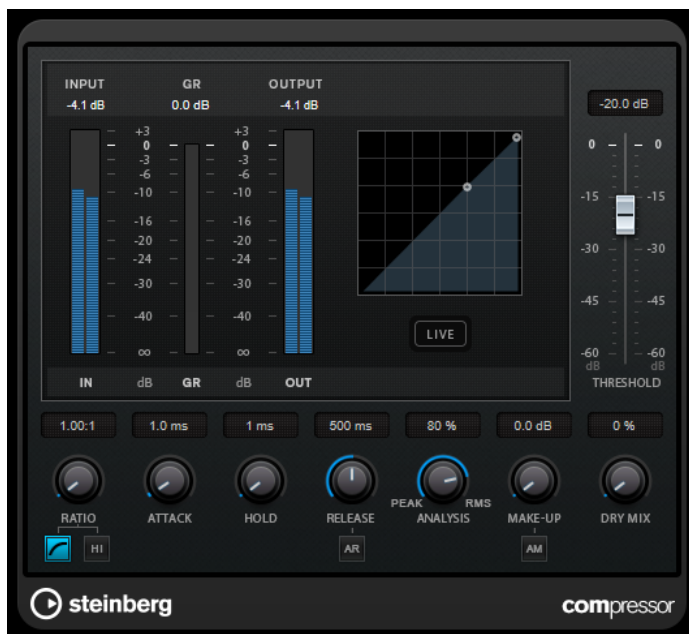 INPUT GR OUTPUT
-4.1 dB 0.0 dB -4.1 dB
-20.0 dB
+3 +3
0 0
-3 -3
-6 -6
-10 -10
-16 -16
-20 -20
-24 -24
-30 -30
-40 -40
∞ ∞
IN dB GR dB OUT
LIVE
0 0
-15 -15
-30 -30
-45 -45
-60 -60
dB dB
THRESHOLD
1.00:1 1.0 ms 1 ms 500 ms 80 % 0.0 dB 0 %
PEAK RMS
RATIO ATTACK HOLD RELEASE ANALYSIS MAKE-UP DRY MIX
HI AR AM
steinberg compressor